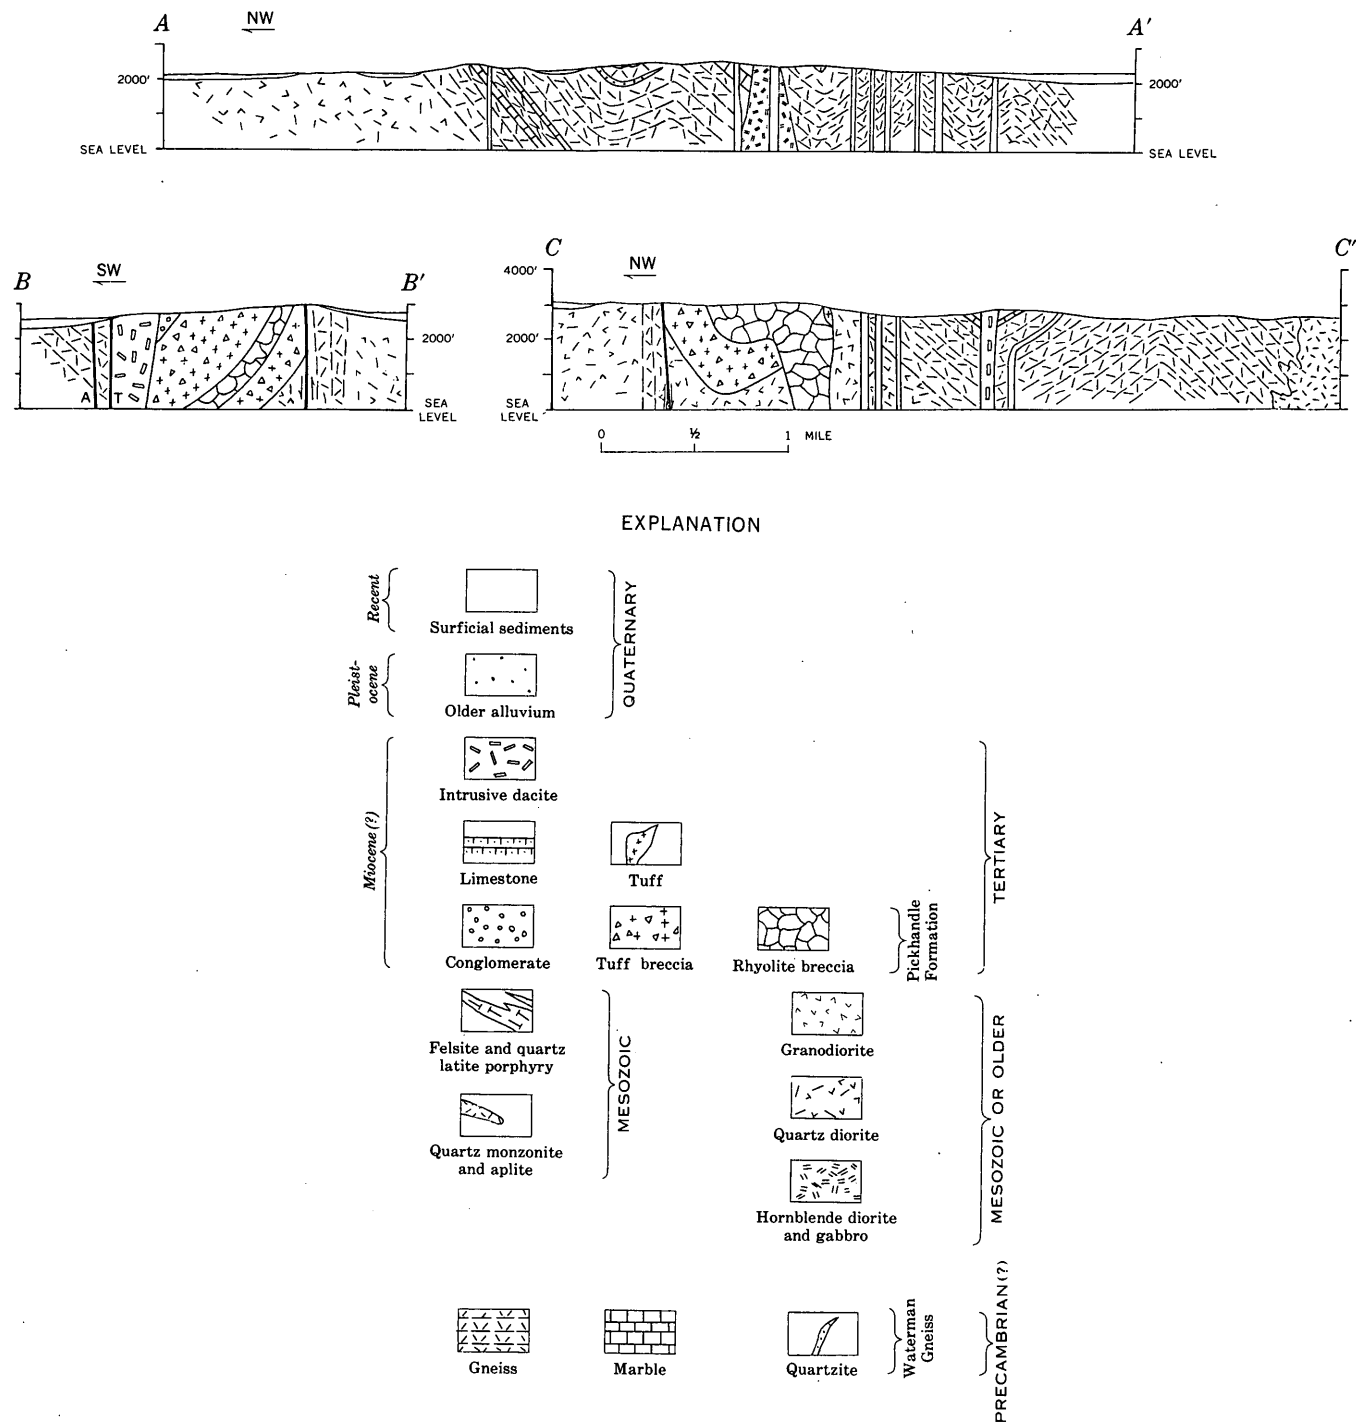 A
NW
A'
2000'
2000'
SEA LEVEL
SEA LEVEL
B
SW
B'
2000'
A
T
SEA
LEVEL
C
NW
C'
4000'
2000'
SEA
LEVEL
0
½
1
MILE
EXPLANATION
Recent
Surficial sediments
Pleist-
ocene
Older alluvium
QUATERNARY
Miocene(?)
Intrusive dacite
Limestone
Tuff
Conglomerate
Tuff breccia
Rhyolite breccia
Pickhandle
Formation
TERTIARY
Felsite and quartz
latite porphyry
Quartz monzonite
and aplite
MESOZOIC
Granodiorite
Quartz diorite
Hornblende diorite
and gabbro
MESOZOIC OR OLDER
Gneiss
Marble
Quartzite
Waterman
Gneiss
PRECAMBRIAN(?)